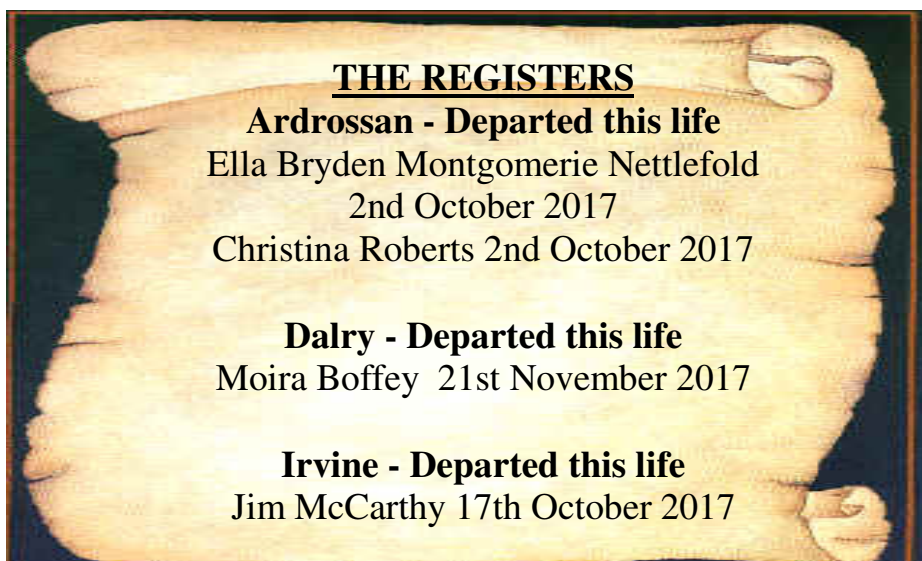 THE REGISTERS
Ardrossan - Departed this life
Ella Bryden Montgomerie Nettlefold
2nd October 2017
Christina Roberts 2nd October 2017
Dalry - Departed this life
Moira Boffey  21st November 2017
Irvine - Departed this life
Jim McCarthy 17th October 2017